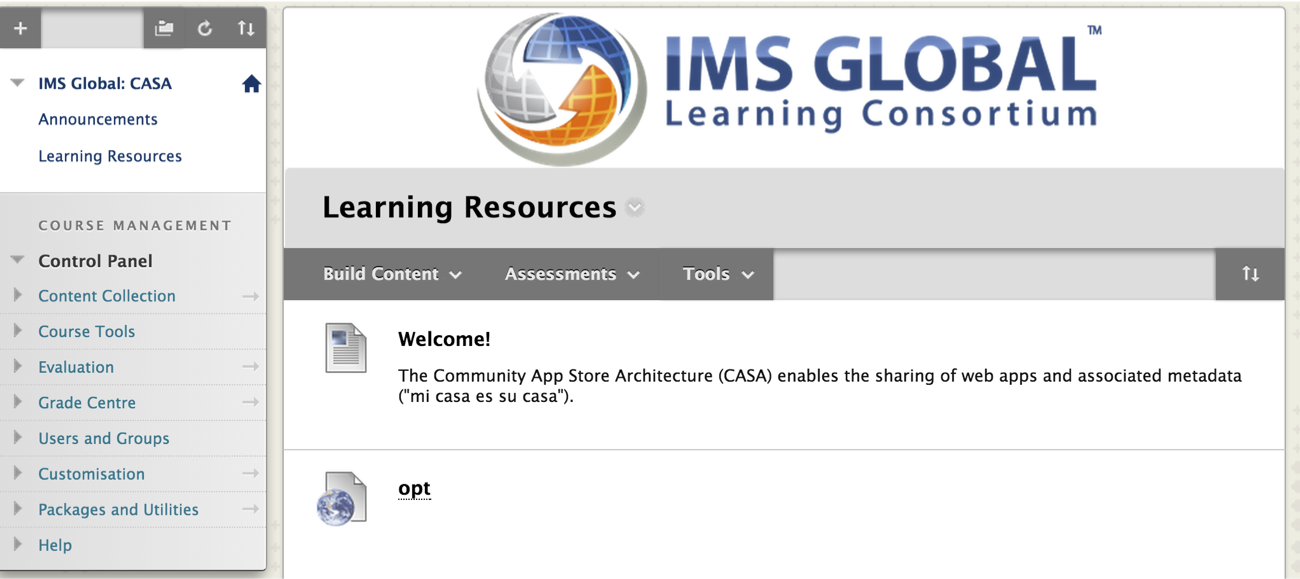 IMS Global: CASA
Announcements
Learning Resources
COURSE MANAGEMENT
Control Panel
Content Collection
Course Tools
Evaluation
Grade Centre
Users and Groups
Customisation
Packages and Utilities
Help
IMS GLOBAL™
Learning Consortium
Learning Resources
Build Content Assessments Tools
Welcome!
The Community App Store Architecture (CASA) enables the sharing of web apps and associated metadata
("mi casa es su casa").
opt